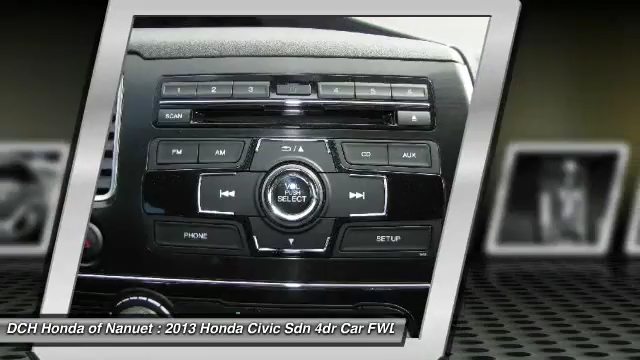 1 2 3 4 5 6
SCAN
FM AM CD AUX
VOL
PUSH
SELECT
PHONE SETUP
DCH Honda of Nanuet : 2013 Honda Civic Sdn 4dr Car FWL